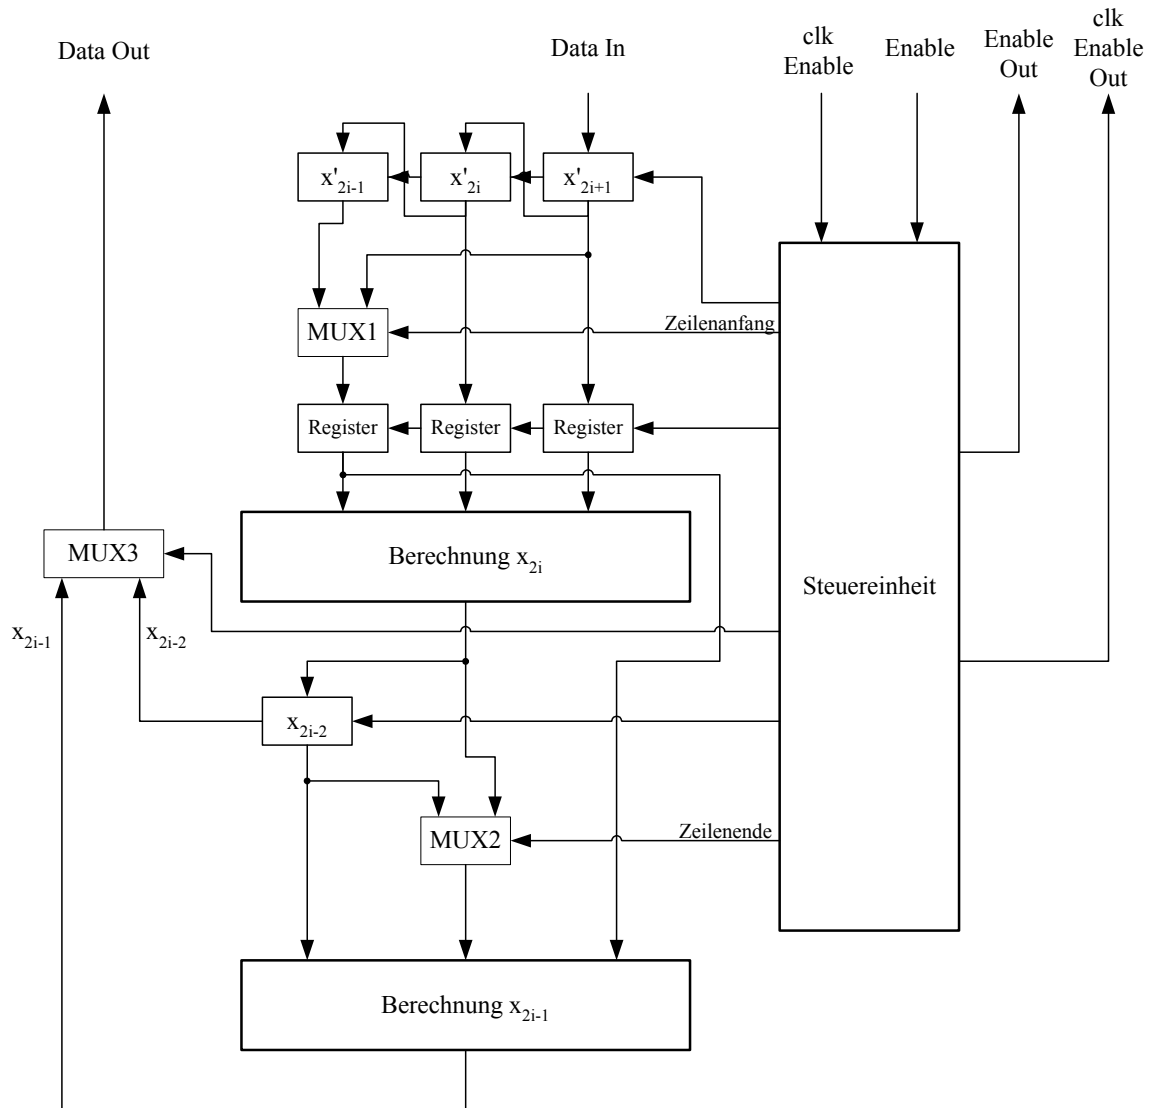 Data Out
Data In
clk
Enable
Enable
Enable
Out
clk
Enable
Out
x'2i-1
x'2i
x'2i+1
MUX1
Zeilenanfang
Register
Register
Register
MUX3
Berechnung x2i
Steuereinheit
x2i-1
x2i-2
x2i-2
MUX2
Zeilenende
Berechnung x2i-1